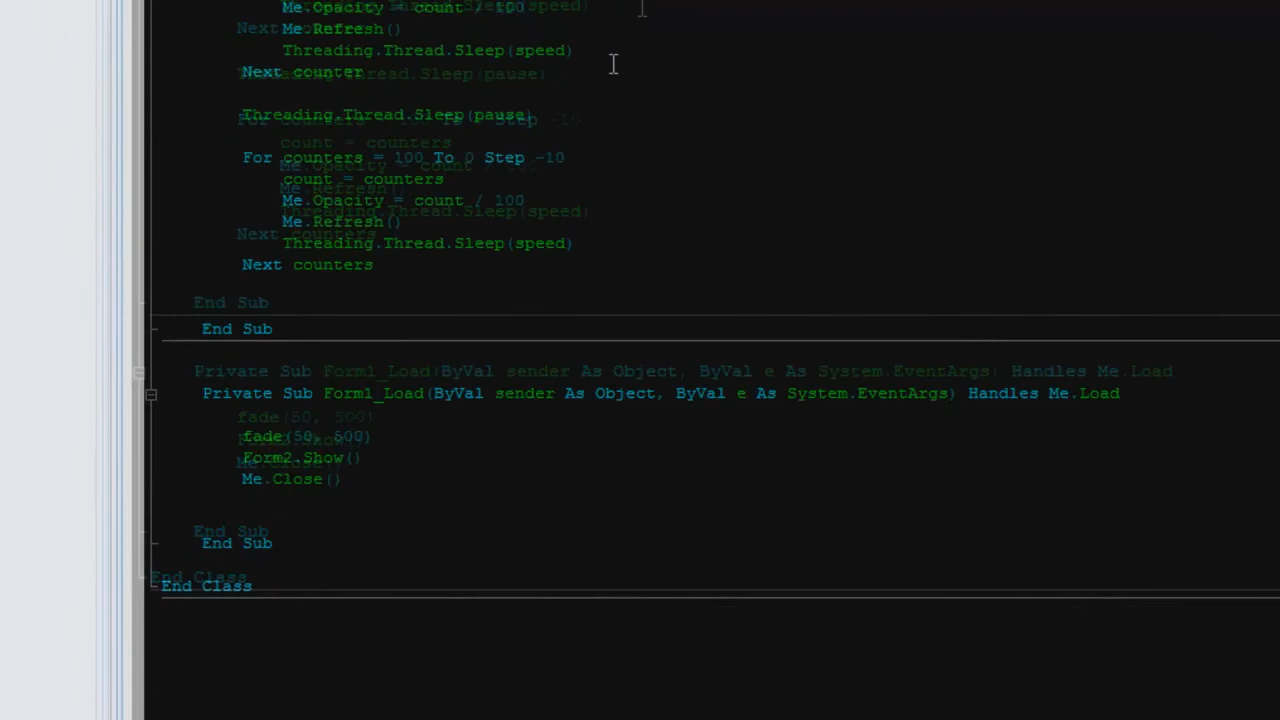 Me.Opacity = count / 100
Me.Refresh()
Threading.Thread.Sleep(speed)
Next counter
Threading.Thread.Sleep(pause)
For counters = 100 To 0 Step -10
count = counters
Me.Opacity = count / 100
Me.Refresh()
Threading.Thread.Sleep(speed)
Next counters
End Sub
Private Sub Form1_Load(ByVal sender As Object, ByVal e As System.EventArgs) Handles Me.Load
fade(50, 500)
Form2.Show()
Me.Close()
End Sub
End Class